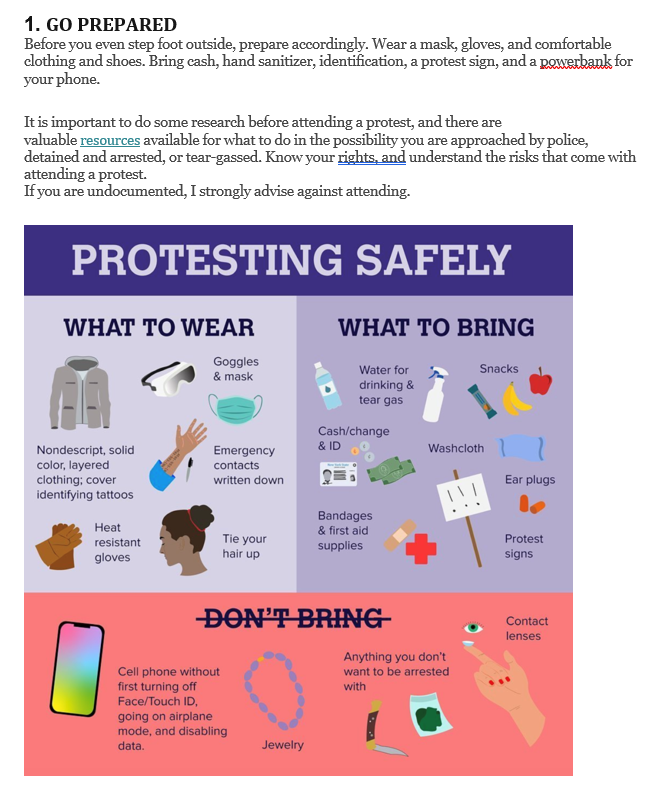 1. GO PREPARED
Before you even step foot outside, prepare accordingly. Wear a mask, gloves, and comfortable
clothing and shoes. Bring cash, hand sanitizer, identification, a protest sign, and a powerbank for
your phone.
It is important to do some research before attending a protest, and there are
valuable resources available for what to do in the possibility you are approached by police,
detained and arrested, or tear-gassed. Know your rights, and understand the risks that come with
attending a protest.
If you are undocumented, I strongly advise against attending.
PROTESTING SAFELY
WHAT TO WEAR
Goggles
& mask
Nondescript, solid
color, layered
clothing; cover
identifying tattoos
Emergency
contacts
written down
Heat
resistant
gloves
Tie your
hair up
WHAT TO BRING
Water for
drinking &
tear gas
Snacks
Cash/change
& ID
Washcloth
Ear plugs
Bandages
& first aid
supplies
Protest
signs
DON'T BRING
Cell phone without
first turning off
Face/Touch ID,
going on airplane
mode, and disabling
data.
Jewelry
Anything you don't
want to be arrested
with
Contact
lenses